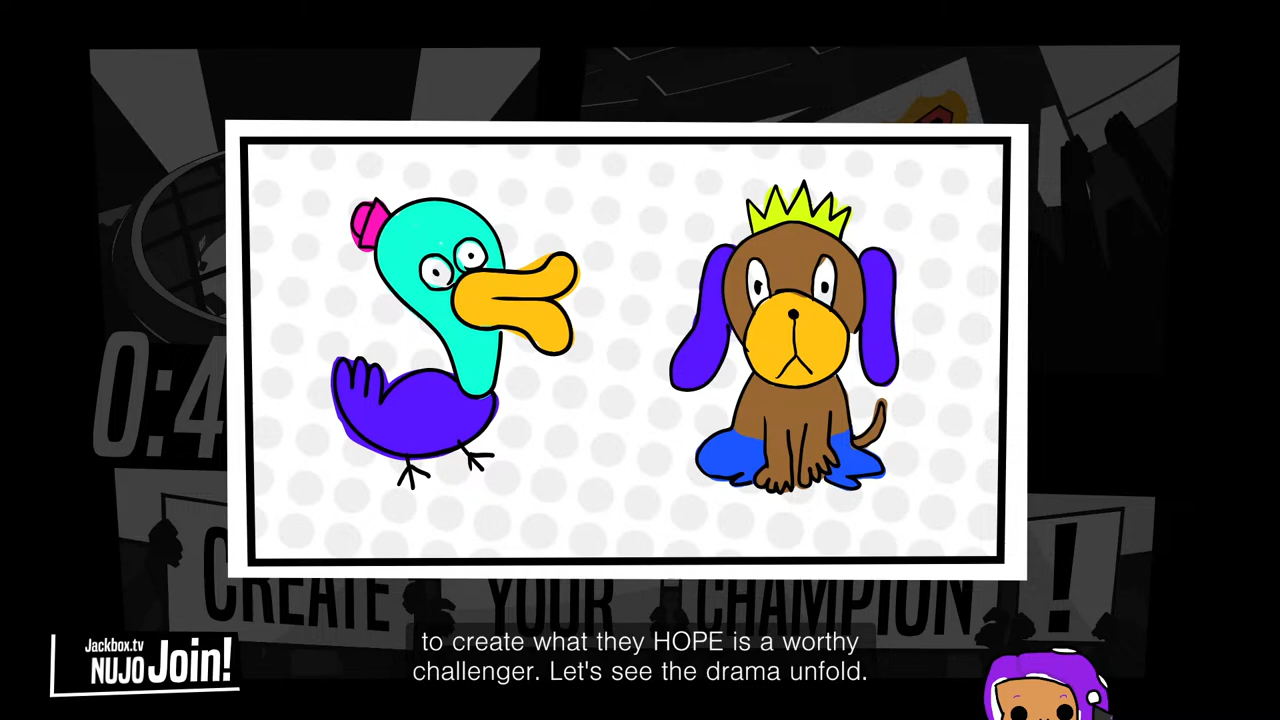 0:4
CREATE YOUR CHAMPION!
to create what they HOPE is a worthy
challenger. Let's see the drama unfold.
Jackbox.tv
NUJO Join!